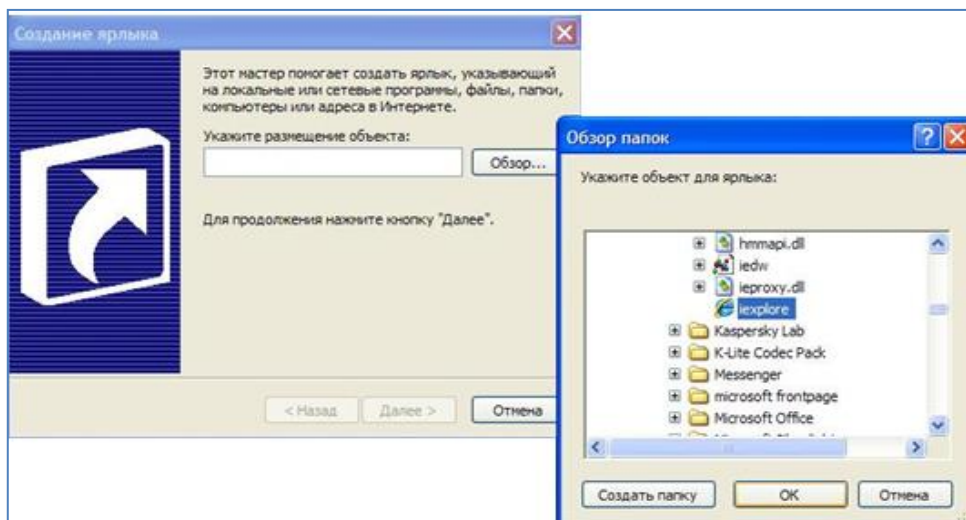 Создание ярлыка
Этот мастер помогает создать ярлык, указывающий
на локальные или сетевые программы, файлы, папки,
компьютеры или адреса в Интернете.
Укажите размещение объекта:
Обзор...
Для продолжения нажмите кнопку "Далее".
< Назад
Далее >
Отмена
Обзор папок
Укажите объект для ярлыка:
hmmapi.dll
iedw
ieproxy.dll
iexplore
Kaspersky Lab
K-Lite Codec Pack
Messenger
microsoft frontpage
Microsoft Office
Создать папку
OK
Отмена